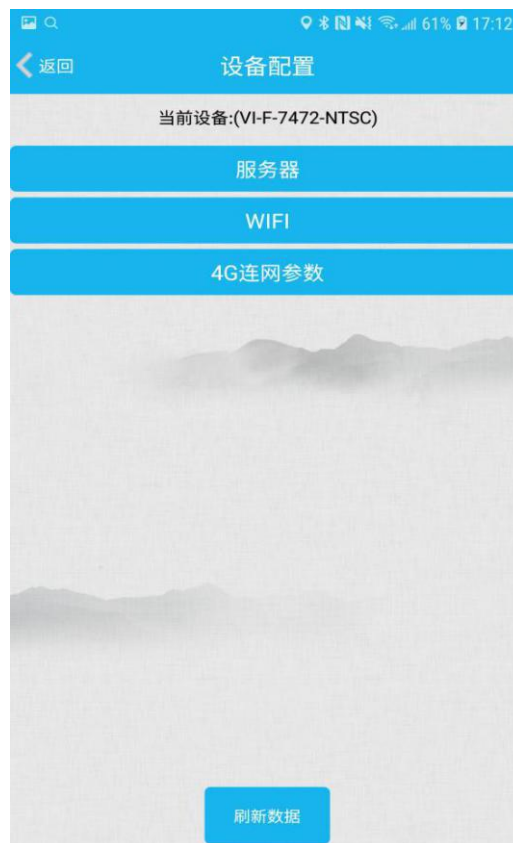 61% 17:12
返回
设备配置
当前设备:(VI-F-7472-NTSC)
服务器
WIFI
4G连网参数
刷新数据